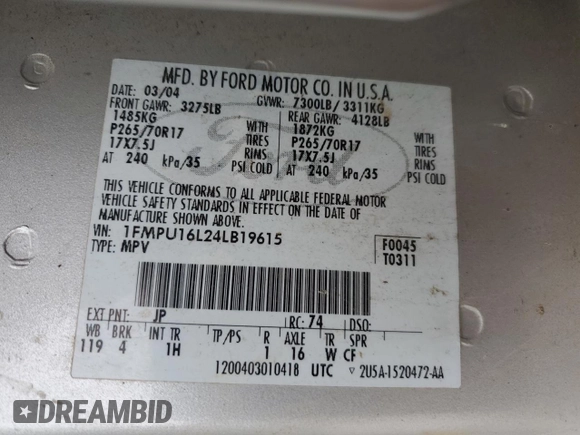 MFD. BY FORD MOTOR CO. IN U.S.A.
DATE: 03/04 GVWR: 7300LB/ 3311KG
FRONT GAWR: 3275LB REAR GAWR: 4128LB
1485KG WITH 1872KG WITH
P265/70R17 TIRES P265/70R17 TIRES
17X7.5J RIMS 17X7.5J RIMS
AT 240 kPa/35 PSI COLD AT 240 kPa/35 PSI COLD
Ford
THIS VEHICLE CONFORMS TO ALL APPLICABLE FEDERAL MOTOR
VEHICLE SAFETY STANDARDS IN EFFECT ON THE DATE OF
MANUFACTURE SHOWN ABOVE.
VIN: 1FMPU16L24LB19615 F0045
TYPE: MPV T0311
EXT PNT: JP RC: 74 DSO:
WB BRK INT TR TP/PS R AXLE TR SPR
119 4 1H 1 16 W CF
1200403010418 UTC ▽ 2U5A-1520472-AA
DREAMBID